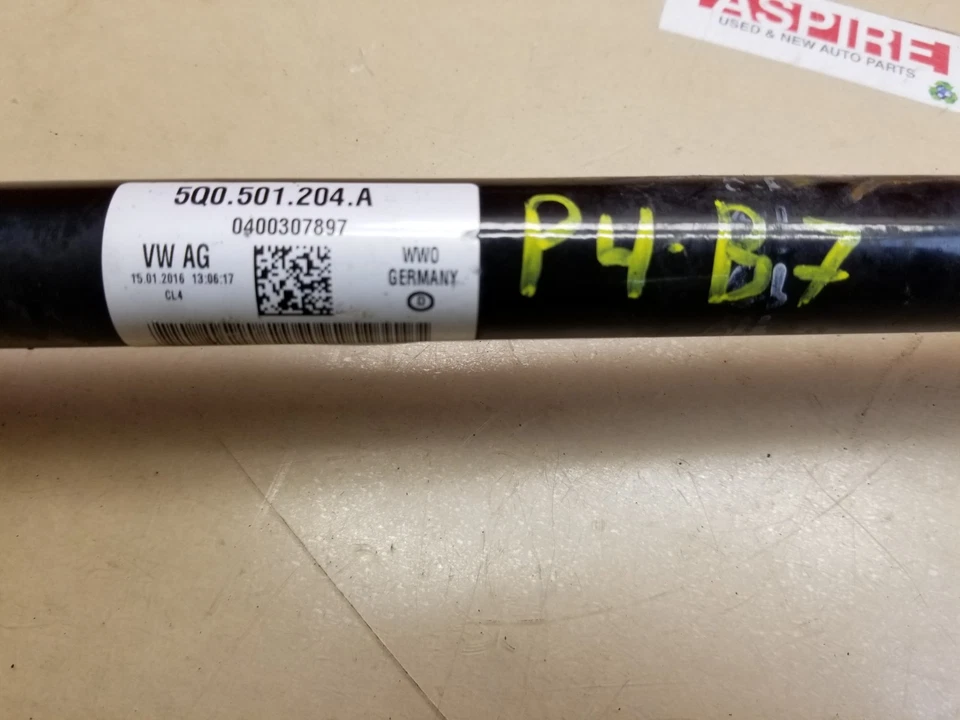 ASPIRE
USED & NEW AUTO PARTS
5Q0.501.204.A
0400307897
VW AG
15.01.2016 13:06:17
CL4
WWO
GERMANY
D
P4·B7